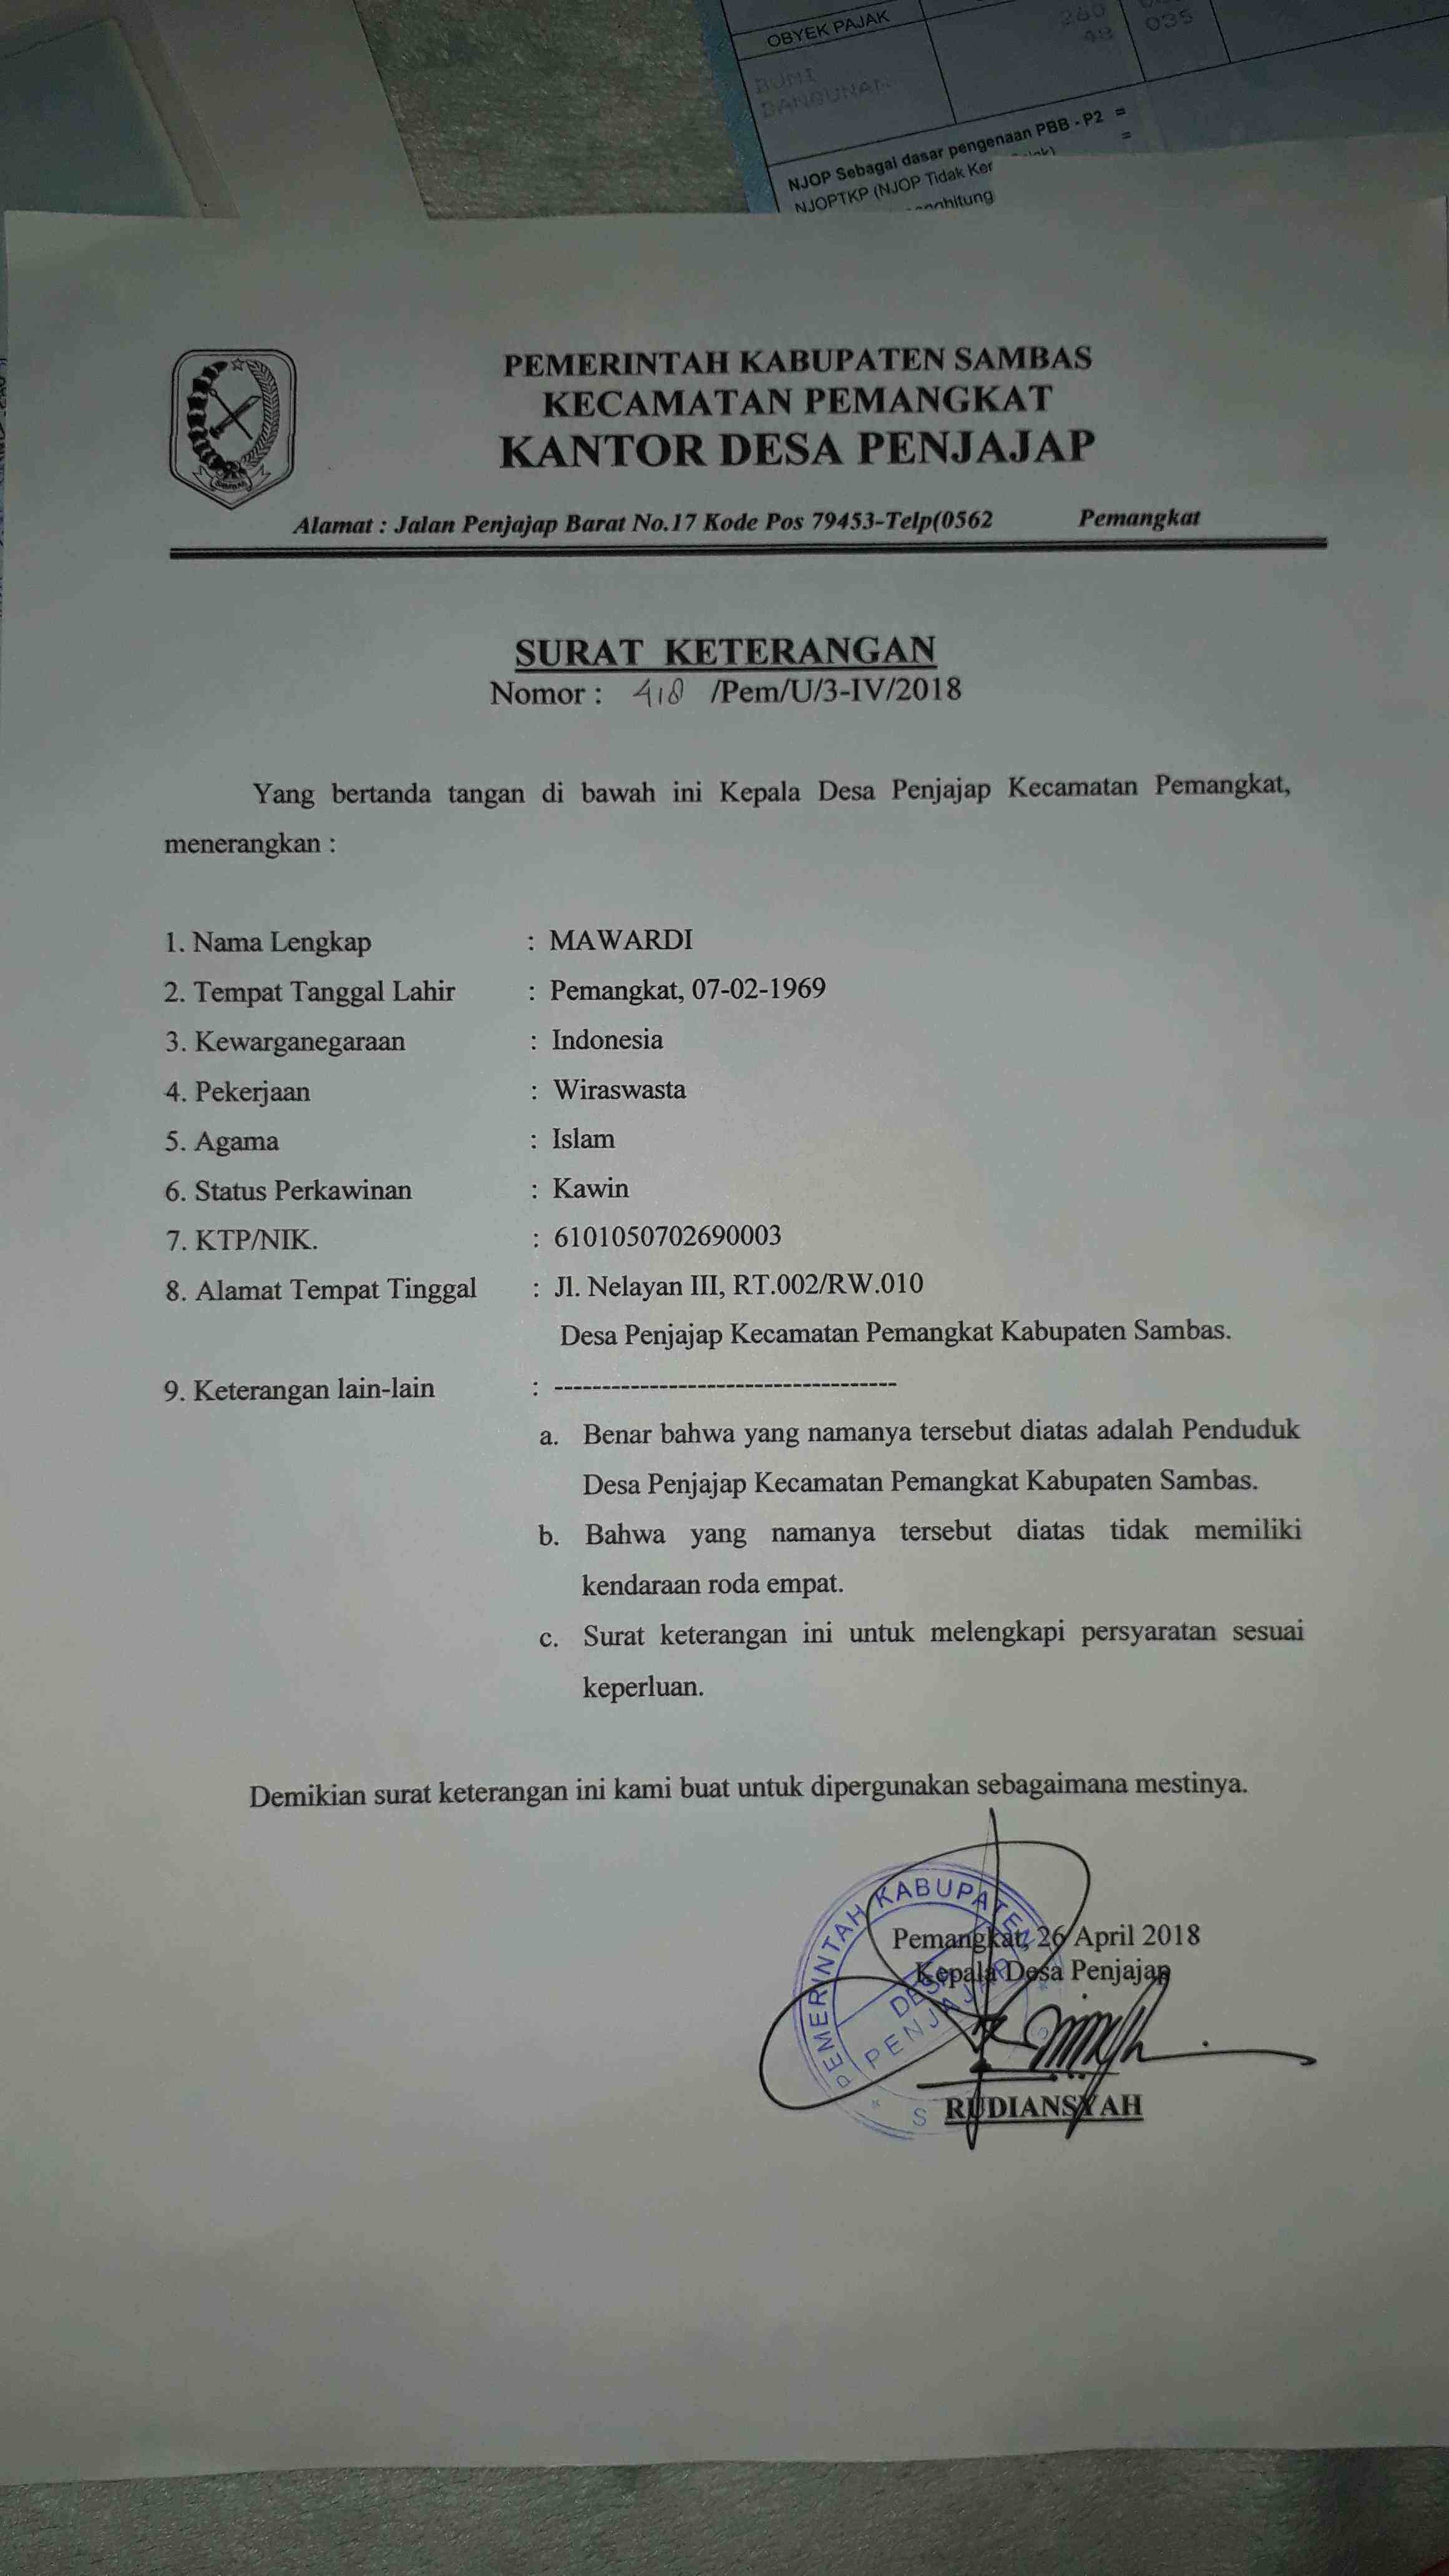 OBYEK PAJAK
BUMI
BANGUNAN
260
48
035
NJOP Sebagai dasar pengenaan PBB - P2 =
NJOPTKP (NJOP Tidak =
PEMERINTAH KABUPATEN SAMBAS
KECAMATAN PEMANGKAT
KANTOR DESA PENJAJAP
Alamat : Jalan Penjajap Barat No.17 Kode Pos 79453-Telp(0562 Pemangkat
SURAT KETERANGAN
Nomor : 418 /Pem/U/3-IV/2018
Yang bertanda tangan di bawah ini Kepala Desa Penjajap Kecamatan Pemangkat,
menerangkan :
1. Nama Lengkap : MAWARDI
2. Tempat Tanggal Lahir : Pemangkat, 07-02-1969
3. Kewarganegaraan : Indonesia
4. Pekerjaan : Wiraswasta
5. Agama : Islam
6. Status Perkawinan : Kawin
7. KTP/NIK. : 6101050702690003
8. Alamat Tempat Tinggal : Jl. Nelayan III, RT.002/RW.010
Desa Penjajap Kecamatan Pemangkat Kabupaten Sambas.
9. Keterangan lain-lain : ------------------------------------
a. Benar bahwa yang namanya tersebut diatas adalah Penduduk
Desa Penjajap Kecamatan Pemangkat Kabupaten Sambas.
b. Bahwa yang namanya tersebut diatas tidak memiliki
kendaraan roda empat.
c. Surat keterangan ini untuk melengkapi persyaratan sesuai
keperluan.
Demikian surat keterangan ini kami buat untuk dipergunakan sebagaimana mestinya.
PEMERINTAH KABUPATEN
DESA
PENJAJAP
Pemangkat, 26 April 2018
Kepala Desa Penjajap
RUDIANSYAH